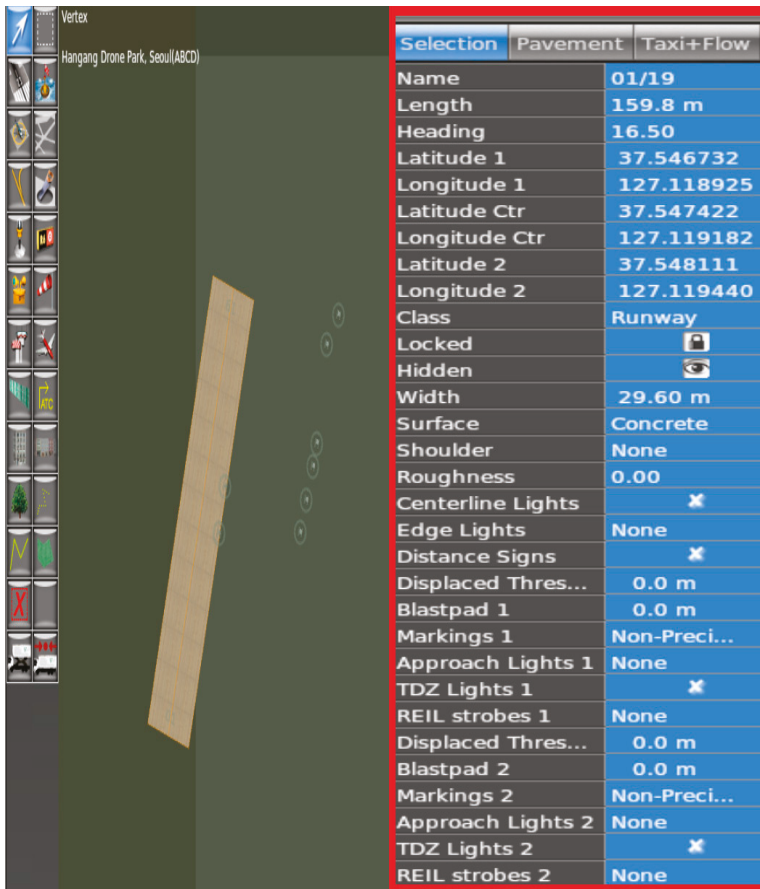 Vertex
Hangang Drone Park, Seoul(ABCD)
ATC
Selection Pavement Taxi+Flow
Name 01/19
Length 159.8 m
Heading 16.50
Latitude 1 37.546732
Longitude 1 127.118925
Latitude Ctr 37.547422
Longitude Ctr 127.119182
Latitude 2 37.548111
Longitude 2 127.119440
Class Runway
Locked
Hidden
Width 29.60 m
Surface Concrete
Shoulder None
Roughness 0.00
Centerline Lights
Edge Lights None
Distance Signs
Displaced Thres... 0.0 m
Blastpad 1 0.0 m
Markings 1 Non-Preci...
Approach Lights 1 None
TDZ Lights 1
REIL strobes 1 None
Displaced Thres... 0.0 m
Blastpad 2 0.0 m
Markings 2 Non-Preci...
Approach Lights 2 None
TDZ Lights 2
REIL strobes 2 None